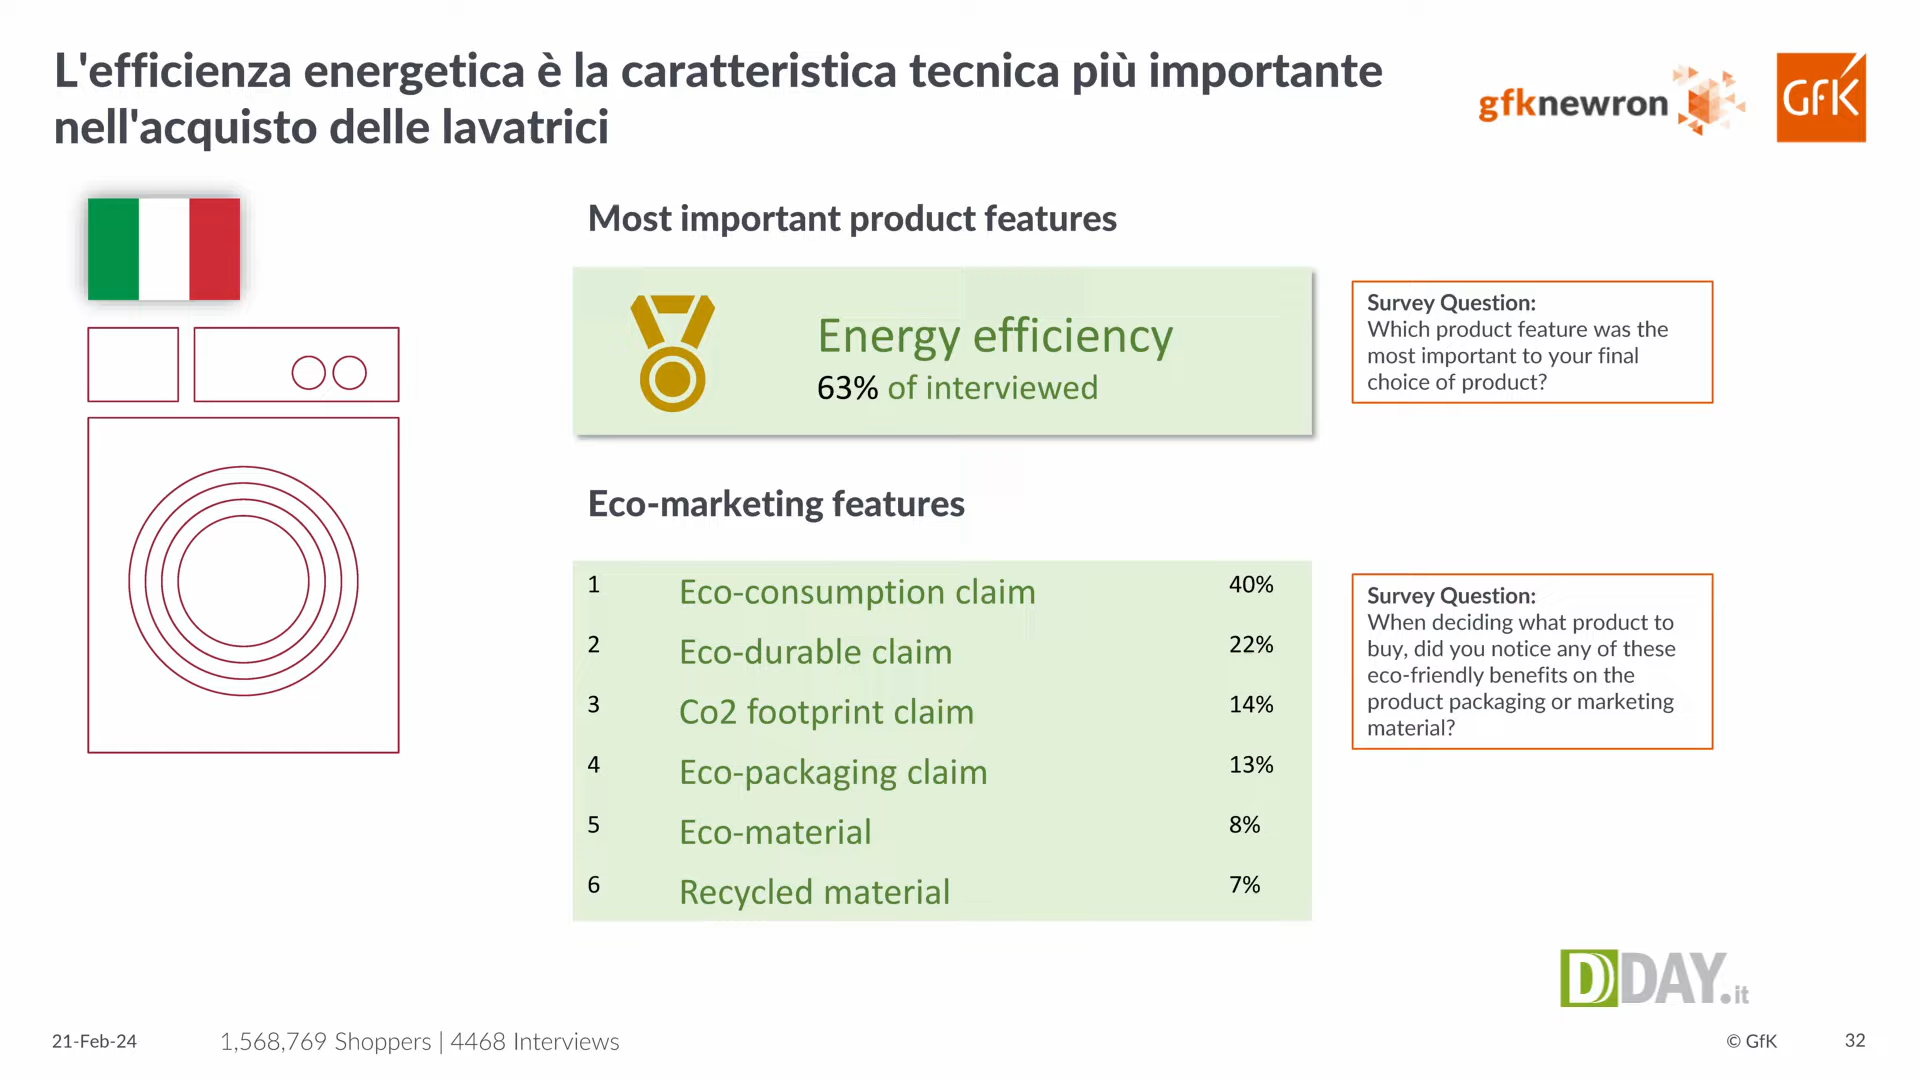 L'efficienza energetica è la caratteristica tecnica più importante
nell'acquisto delle lavatrici
gfknewron
GfK
Most important product features
Energy efficiency
63% of interviewed
Survey Question:
Which product feature was the
most important to your final
choice of product?
Eco-marketing features
1 Eco-consumption claim 40%
2 Eco-durable claim 22%
3 Co2 footprint claim 14%
4 Eco-packaging claim 13%
5 Eco-material 8%
6 Recycled material 7%
Survey Question:
When deciding what product to
buy, did you notice any of these
eco-friendly benefits on the
product packaging or marketing
material?
DDAY.it
21-Feb-24
1,568,769 Shoppers | 4468 Interviews
© GfK
32